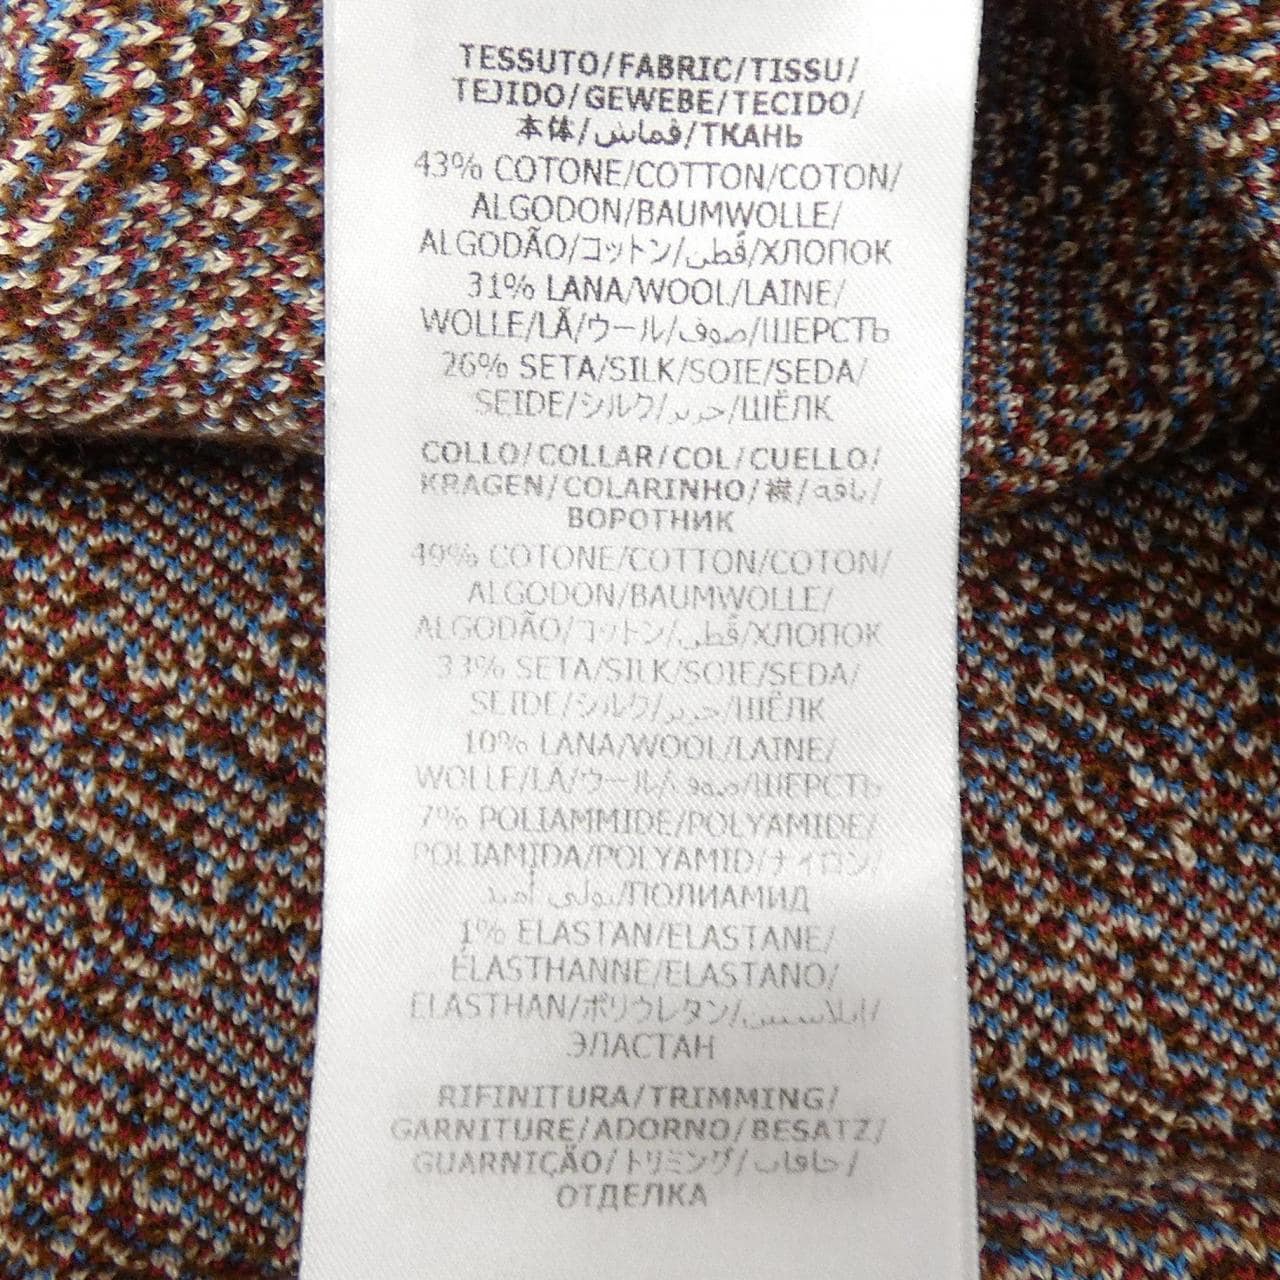 TESSUTO/FABRIC/TISSU/
TEJIDO/GEWEBE/TECIDO/
本体/قماش/ТКАНЬ
43% COTONE/COTTON/COTON/
ALGODON/BAUMWOLLE/
ALGODÃO/コットン/قطن/ХЛОПОК
31% LANA/WOOL/LAINE/
WOLLE/LÃ/ウール/صوف/ШЕРСТЬ
26% SETA/SILK/SOIE/SEDA/
SEIDE/シルク/حرير/ШЁЛК
COLLO/COLLAR/COL/CUELLO/
KRAGEN/COLARINHO/襟/ياقة/
ВОРОТНИК
49% COTONE/COTTON/COTON/
ALGODON/BAUMWOLLE/
ALGODÃO/コットン/قطن/ХЛОПОК
33% SETA/SILK/SOIE/SEDA/
SEIDE/シルク/حرير/ШЁЛК
10% LANA/WOOL/LAINE/
WOLLE/LÃ/ウール/صوف/ШЕРСТЬ
7% POLIAMMIDE/POLYAMIDE/
POLIAMIDA/POLYAMID/ナイロン/
بولي أميد/ПОЛИАМИД
1% ELASTAN/ELASTANE/
ÉLASTHANNE/ELASTANO/
ELASTHAN/ポリウレタン/إيلاستين/
ЭЛАСТАН
RIFINITURA/TRIMMING/
GARNITURE/ADORNO/BESATZ/
GUARNIÇÃO/トリミング/حافات/
ОТДЕЛКА